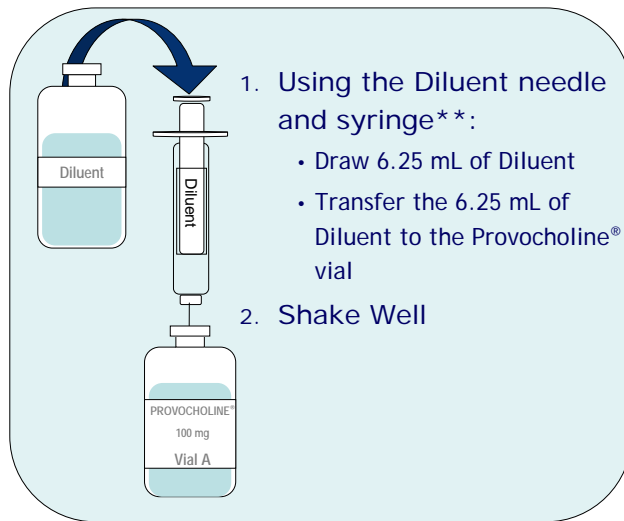 1. Using the Diluent needle
and syringe**:
• Draw 6.25 mL of Diluent
• Transfer the 6.25 mL of
Diluent to the Provocholine®
vial
2. Shake Well
Diluent
Diluent
PROVOCHOLINE®
100 mg
Vial A